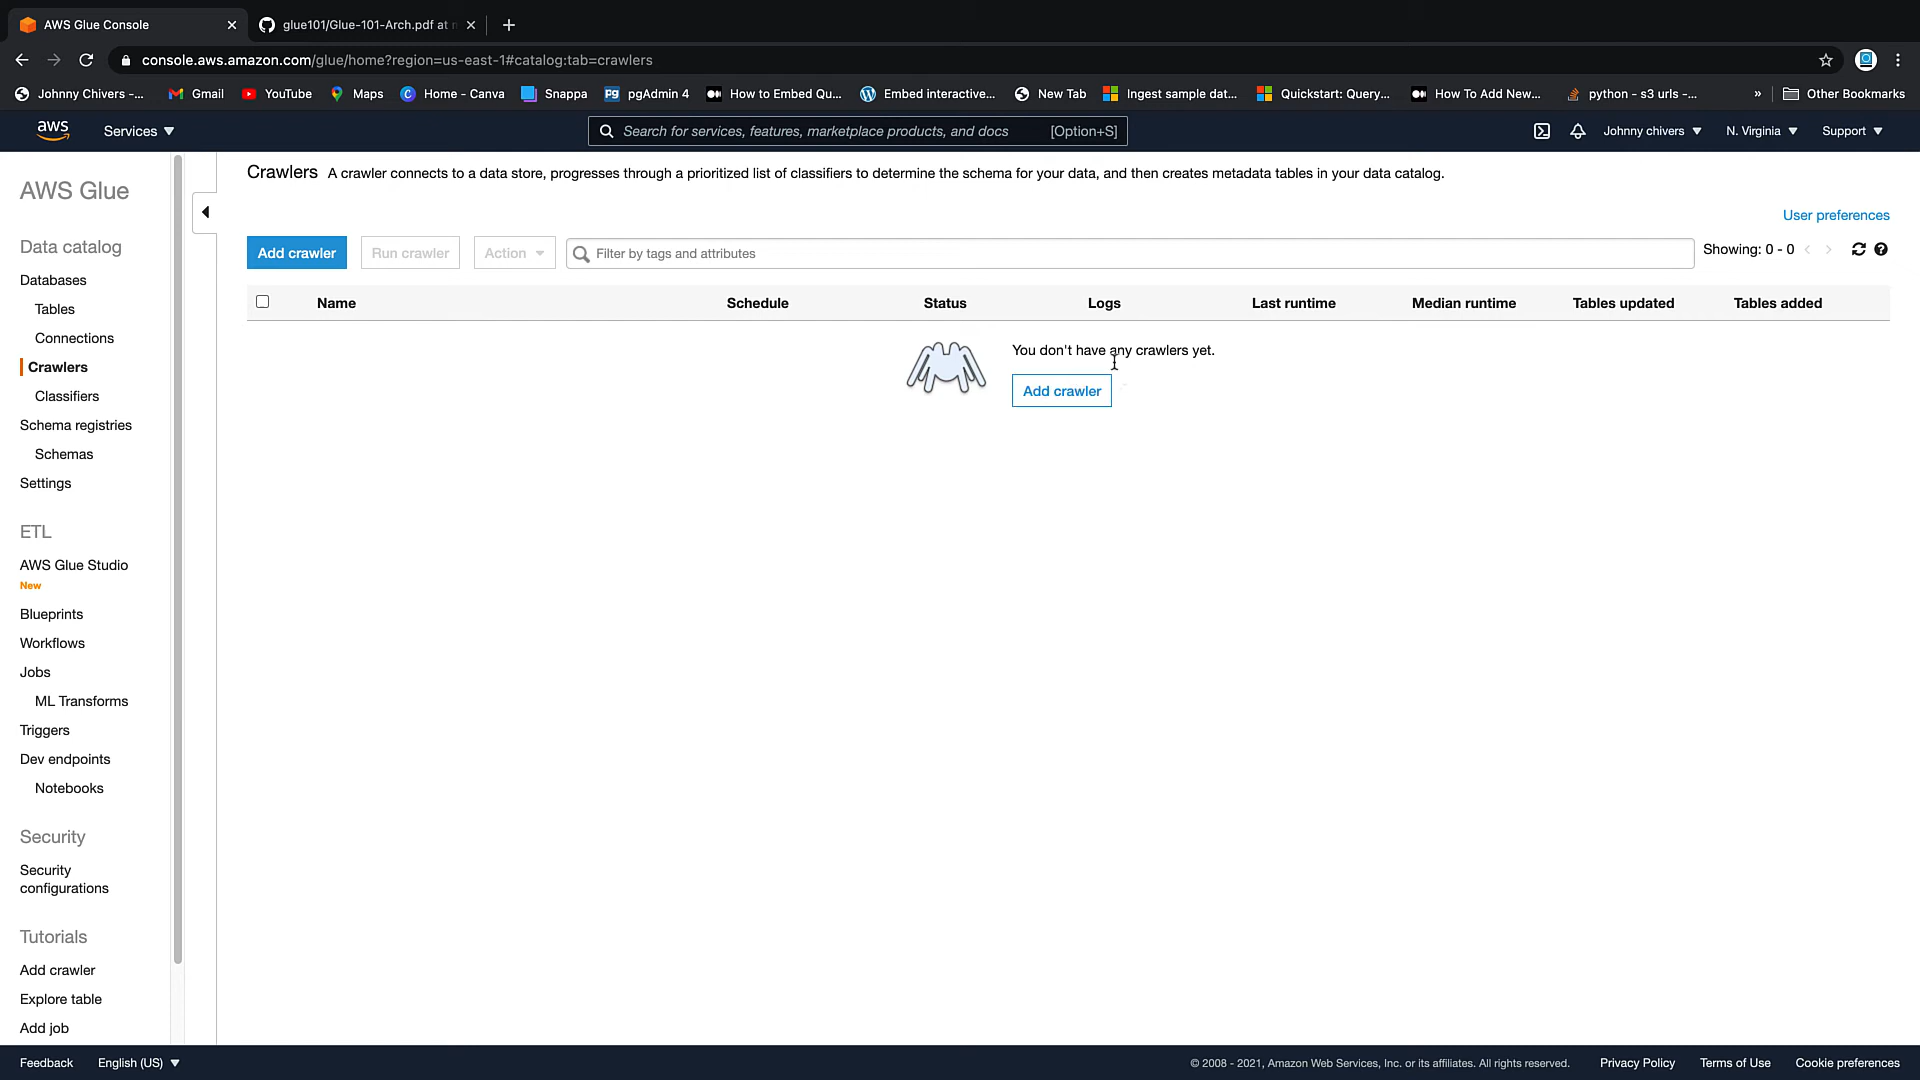 AWS Glue Console
glue101/Glue-101-Arch.pdf at
console.aws.amazon.com/glue/home?region=us-east-1#catalog:tab=crawlers
Johnny Chivers -...
Gmail
YouTube
Maps
Home - Canva
Snappa
pgAdmin 4
How to Embed Qu...
Embed interactive...
New Tab
Ingest sample dat...
Quickstart: Query...
How To Add New...
python - s3 urls -...
»
Other Bookmarks
aws
Services
Search for services, features, marketplace products, and docs
[Option+S]
Johnny chivers
N. Virginia
Support
AWS Glue
Data catalog
Databases
Tables
Connections
Crawlers
Classifiers
Schema registries
Schemas
Settings
ETL
AWS Glue Studio
New
Blueprints
Workflows
Jobs
ML Transforms
Triggers
Dev endpoints
Notebooks
Security
Security
configurations
Tutorials
Add crawler
Explore table
Add job
Crawlers A crawler connects to a data store, progresses through a prioritized list of classifiers to determine the schema for your data, and then creates metadata tables in your data catalog.
User preferences
Add crawler
Run crawler
Action
Filter by tags and attributes
Showing: 0 - 0
Name
Schedule
Status
Logs
Last runtime
Median runtime
Tables updated
Tables added
You don't have any crawlers yet.
Add crawler
Feedback
English (US)
© 2008 - 2021, Amazon Web Services, Inc. or its affiliates. All rights reserved.
Privacy Policy
Terms of Use
Cookie preferences